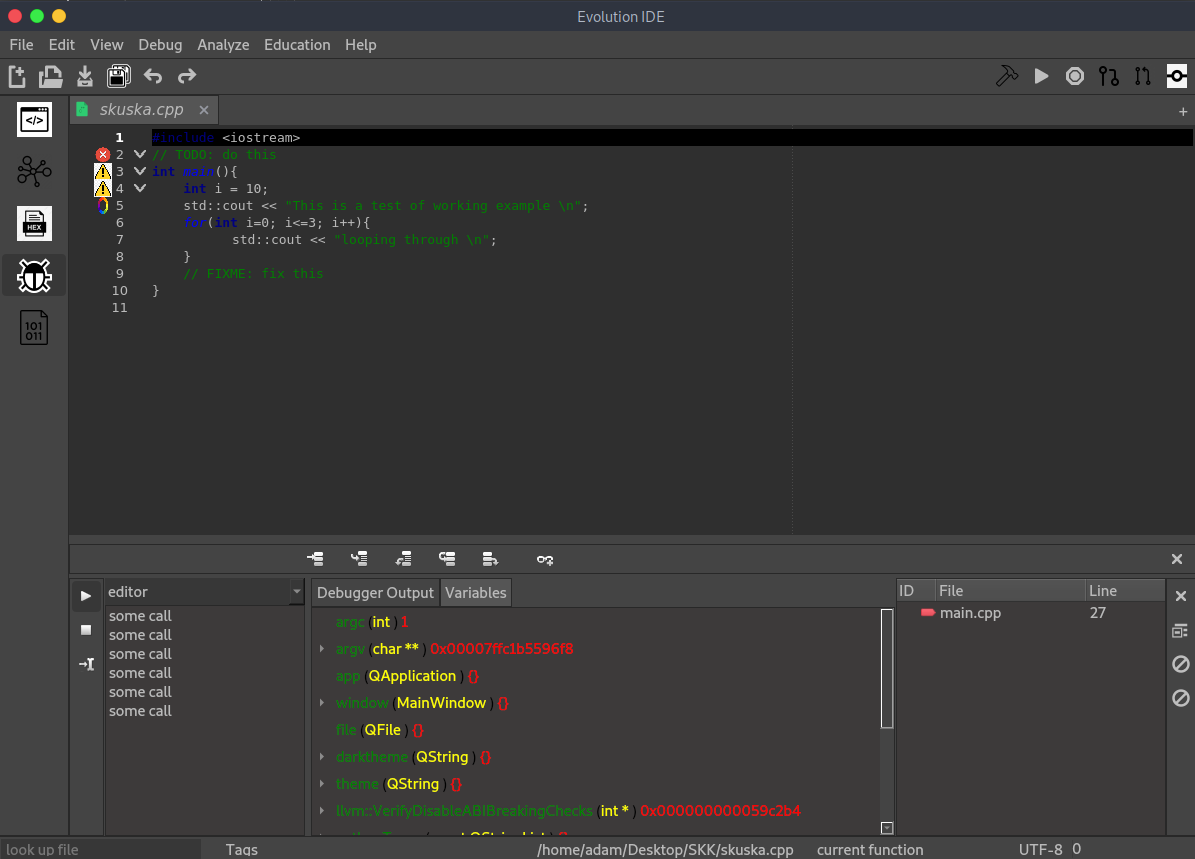 Evolution IDE
File Edit View Debug Analyze Education Help
skuska.cpp
1 #include <iostream>
2 // TODO: do this
3 int main(){
4 int i = 10;
5 std::cout << "This is a test of working example \n";
6 for(int i=0; i<=3; i++){
7 std::cout << "looping through \n";
8 }
9 // FIXME: fix this
10 }
11
HEX
101
011
editor
some call
some call
some call
some call
some call
some call
Debugger Output Variables
argc (int ) 1
argv (char ** ) 0x00007ffc1b5596f8
app (QApplication ) {}
window (MainWindow ) {}
file (QFile ) {}
darktheme (QString ) {}
theme (QString ) {}
llvm::VerifyDisableABIBreakingChecks (int * ) 0x000000000059c2b4
ID File Line
main.cpp 27
look up file Tags /home/adam/Desktop/SKK/skuska.cpp current function UTF-8 0